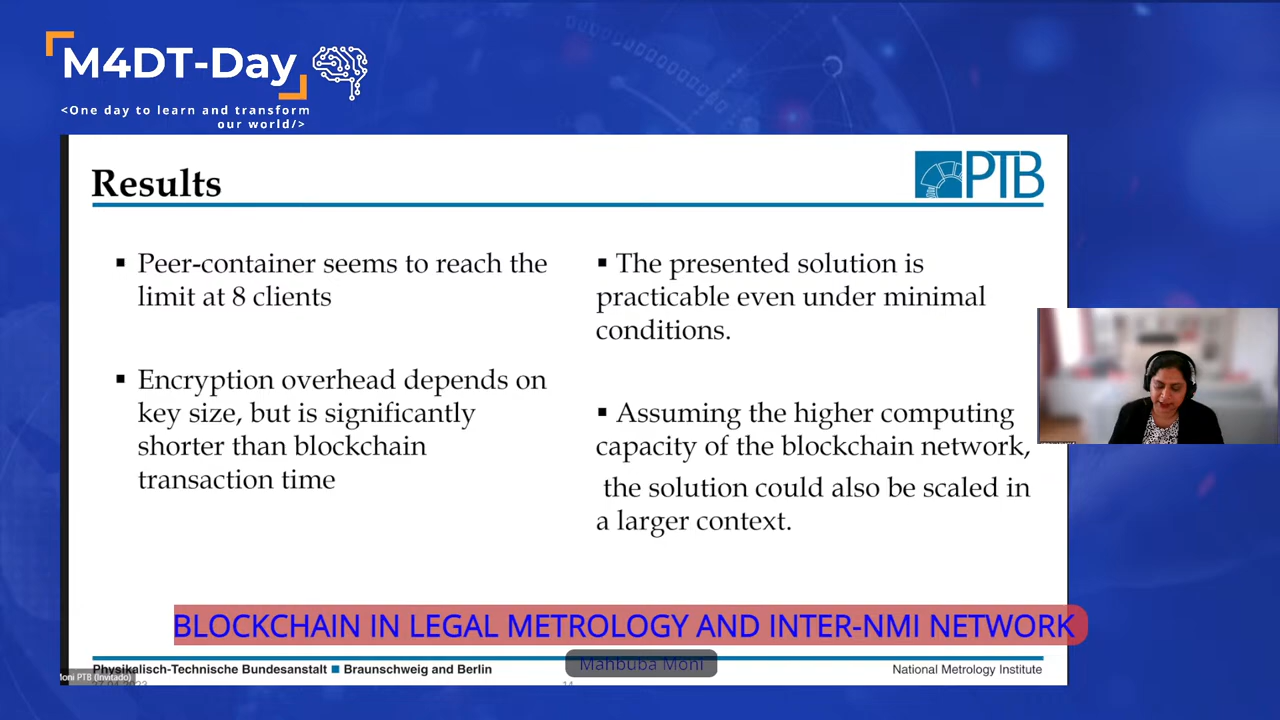 M4DT-Day
<One day to learn and transform
our world/>
Results
PTB
▪ Peer-container seems to reach the
limit at 8 clients
▪ Encryption overhead depends on
key size, but is significantly
shorter than blockchain
transaction time
▪ The presented solution is
practicable even under minimal
conditions.
▪ Assuming the higher computing
capacity of the blockchain network,
the solution could also be scaled in
a larger context.
BLOCKCHAIN IN LEGAL METROLOGY AND INTER-NMI NETWORK
Mahbuba Moni
Physikalisch-Technische Bundesanstalt ■ Braunschweig and Berlin
National Metrology Institute
Moni PTB (Invitado)
14